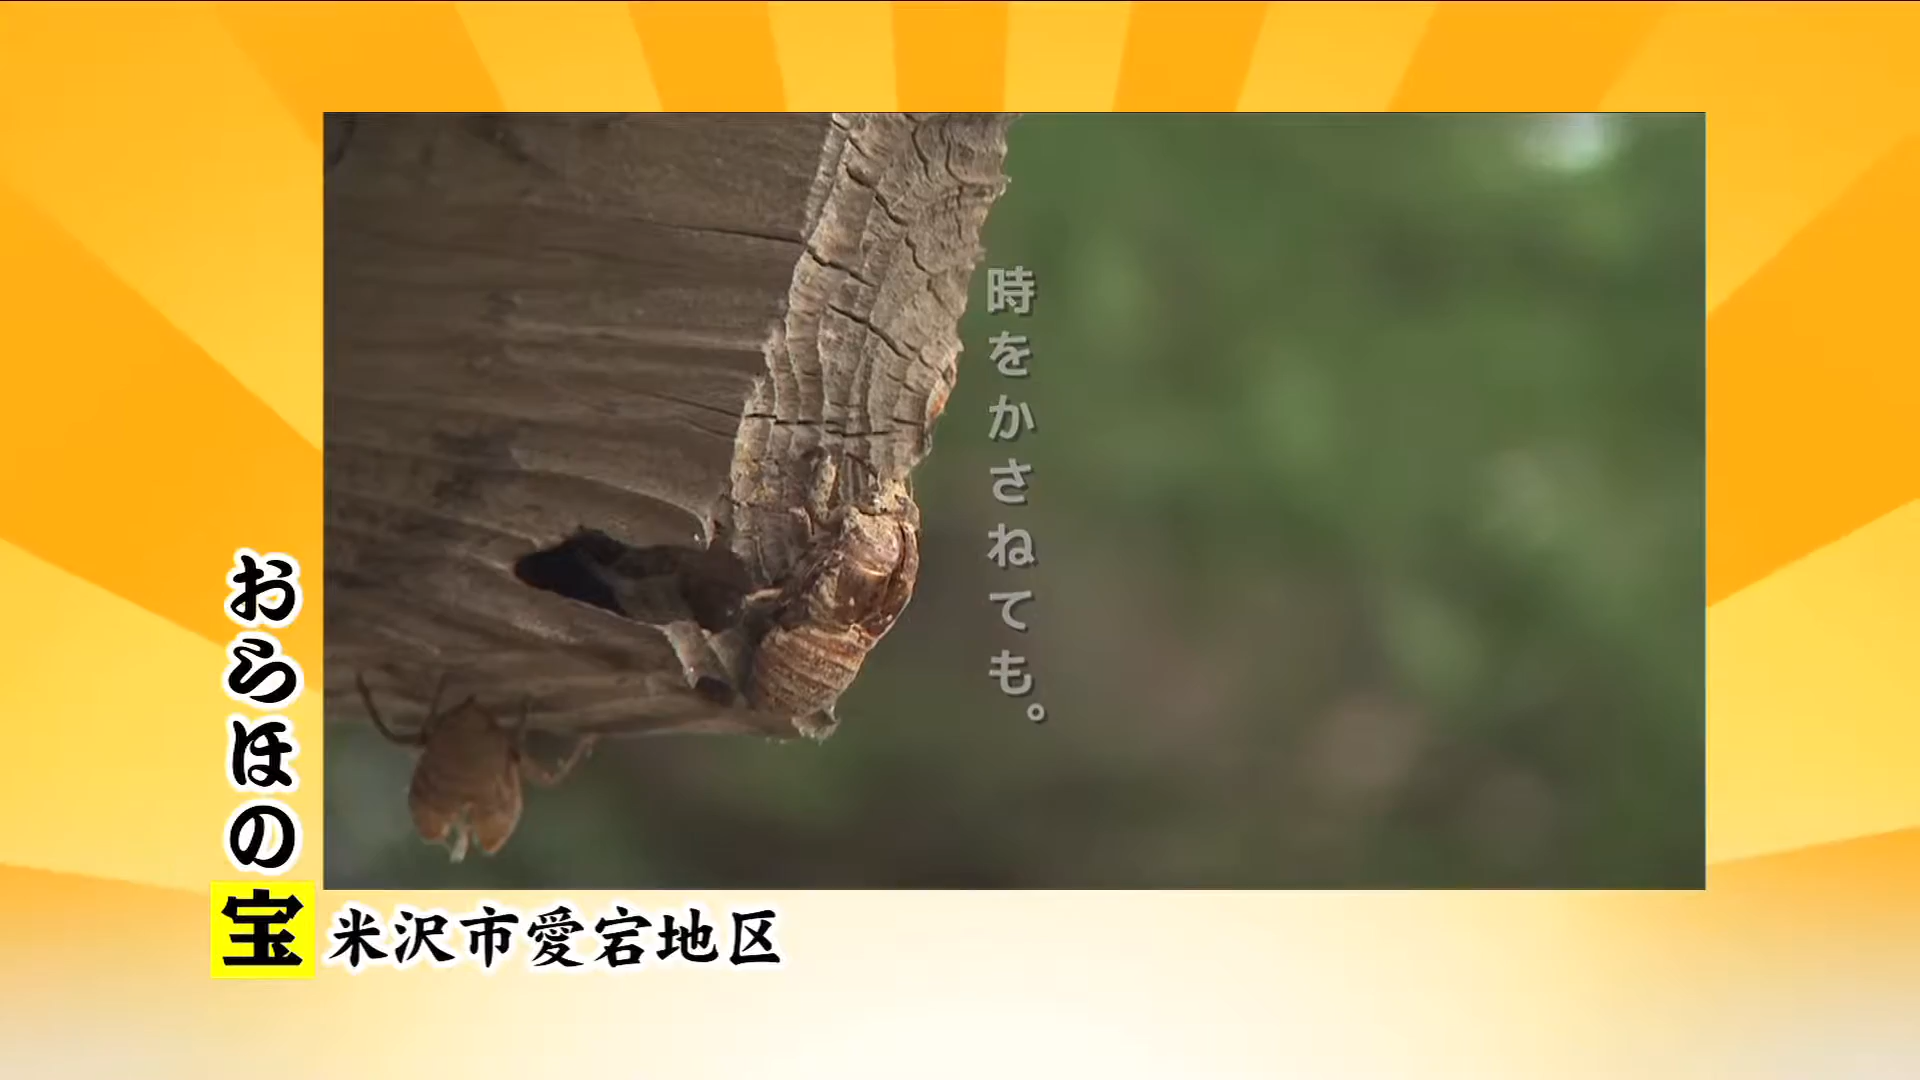 時をかさねても。
おらほの宝
米沢市愛宕地区